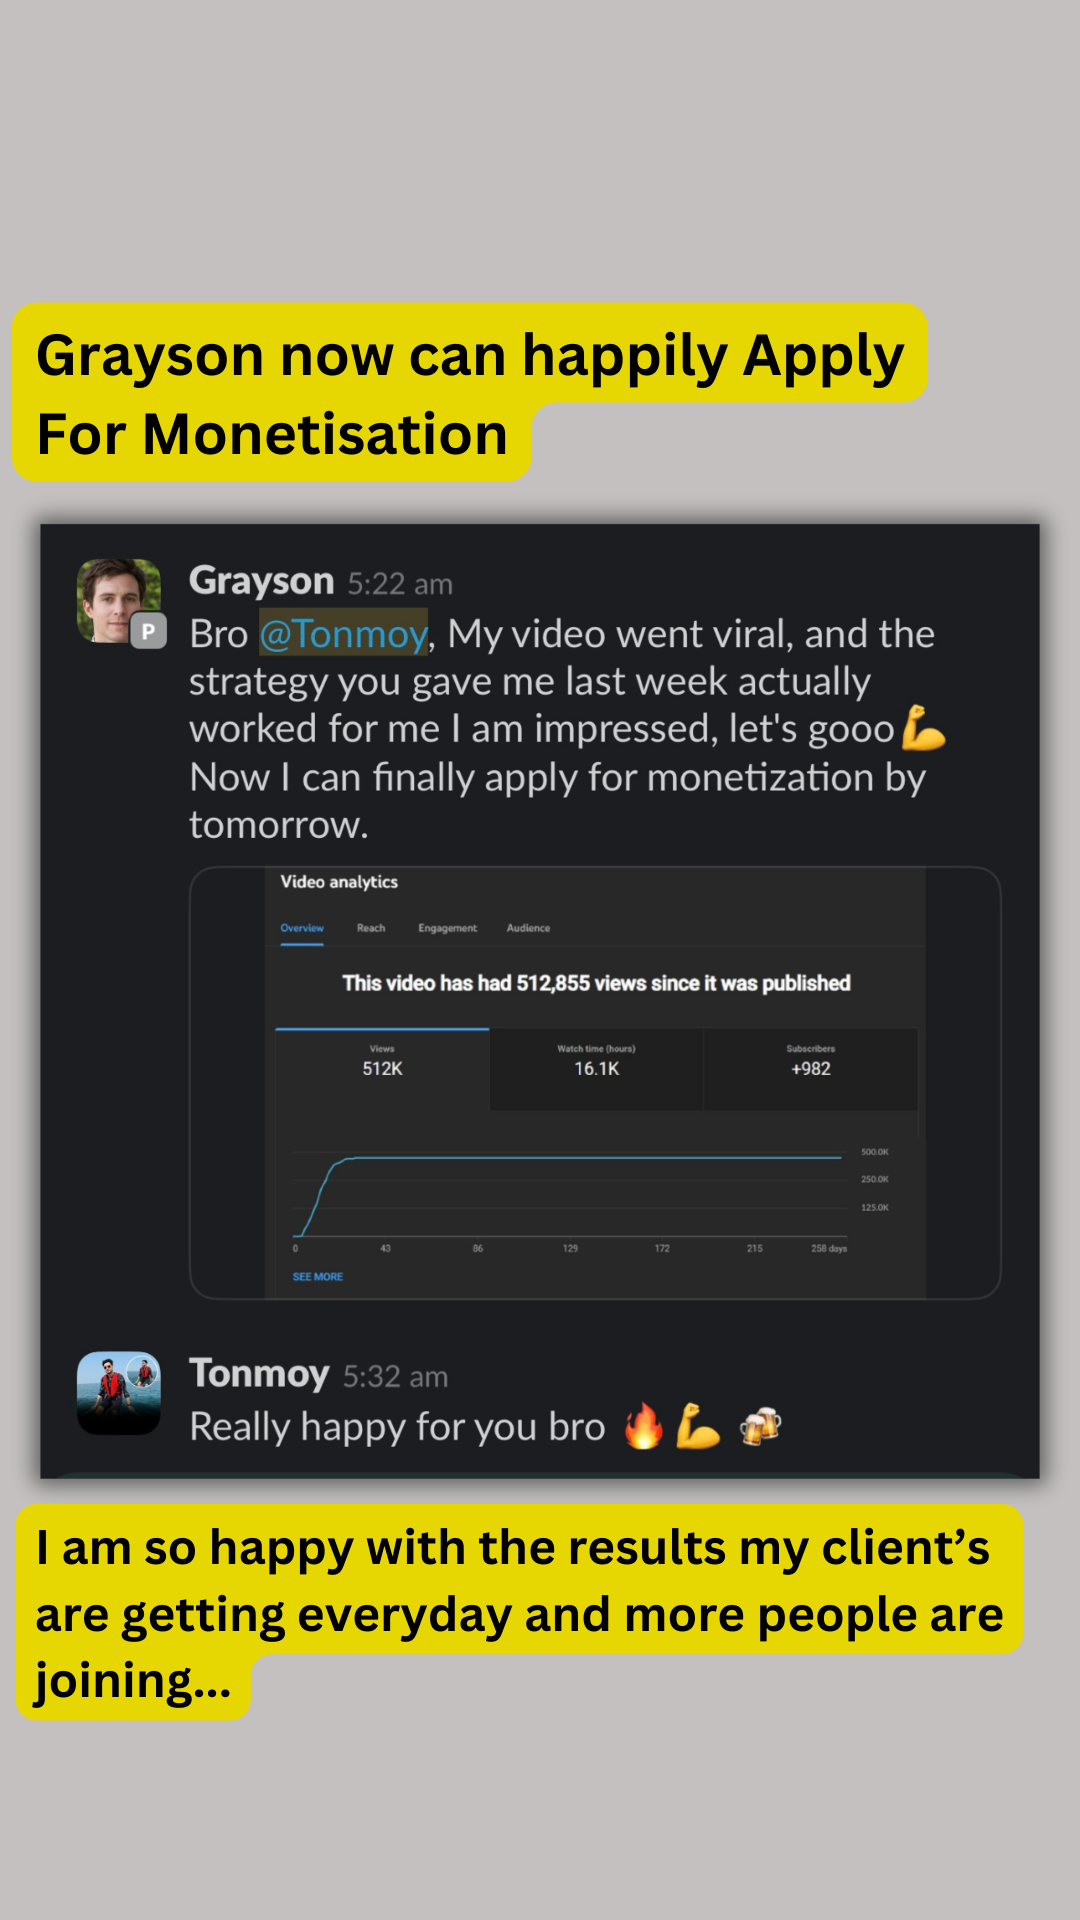 Grayson now can happily Apply
For Monetisation
Grayson 5:22 am
P
Bro @Tonmoy, My video went viral, and the
strategy you gave me last week actually
worked for me I am impressed, let's gooo💪
Now I can finally apply for monetization by
tomorrow.
Video analytics
Overview Reach Engagement Audience
This video has had 512,855 views since it was published
Views Watch time (hours) Subscribers
512K 16.1K +982
500.0K
250.0K
125.0K
0 43 86 129 172 215 258 days
SEE MORE
Tonmoy 5:32 am
Really happy for you bro 🔥💪 🍻
I am so happy with the results my client’s
are getting everyday and more people are
joining...